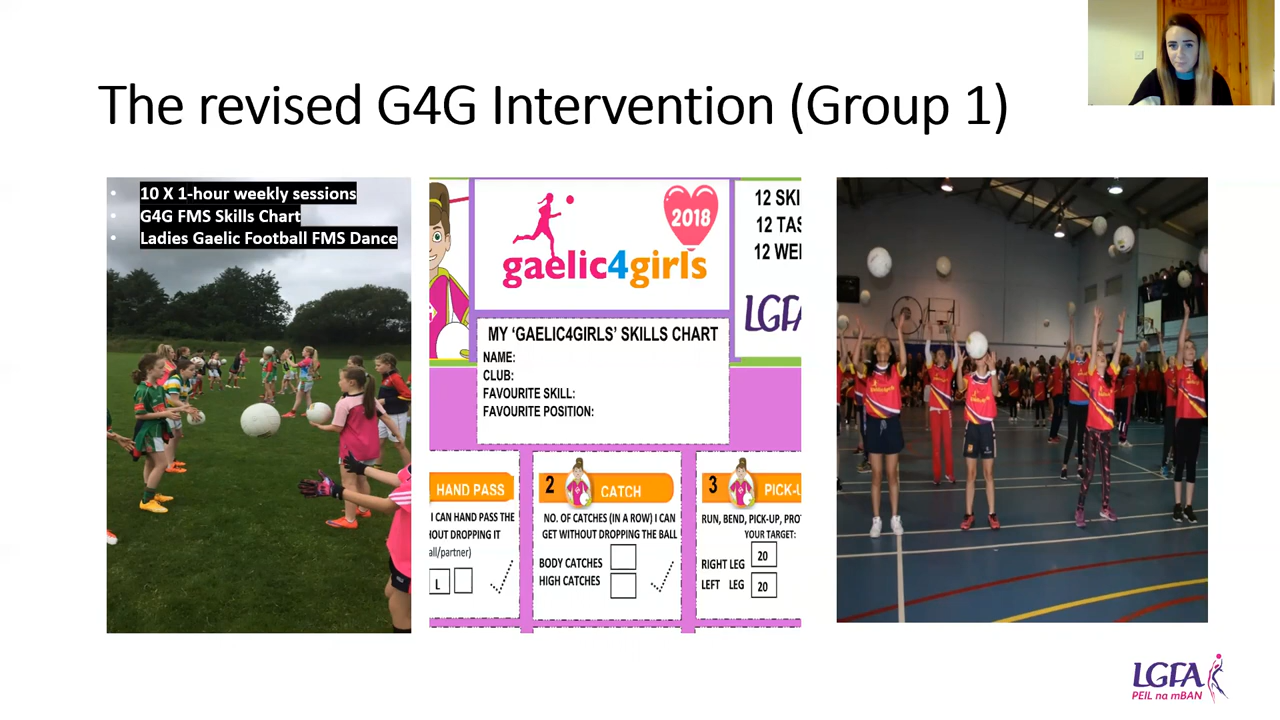 The revised G4G Intervention (Group 1)
• 10 X 1-hour weekly sessions
• G4G FMS Skills Chart
• Ladies Gaelic Football FMS Dance
2018
gaelic4girls
12 SKI
12 TAS
12 WEE
LGFA
MY ‘GAELIC4GIRLS’ SKILLS CHART
NAME:
CLUB:
FAVOURITE SKILL:
FAVOURITE POSITION:
HAND PASS
I CAN HAND PASS THE
HOUT DROPPING IT
all/partner)
L
2 CATCH
NO. OF CATCHES (IN A ROW) I CAN
GET WITHOUT DROPPING THE BALL
BODY CATCHES
HIGH CATCHES
3 PICK-U
RUN, BEND, PICK-UP, PRO
YOUR TARGET:
RIGHT LEG 20
LEFT LEG 20
LGFA
PEIL na mBAN